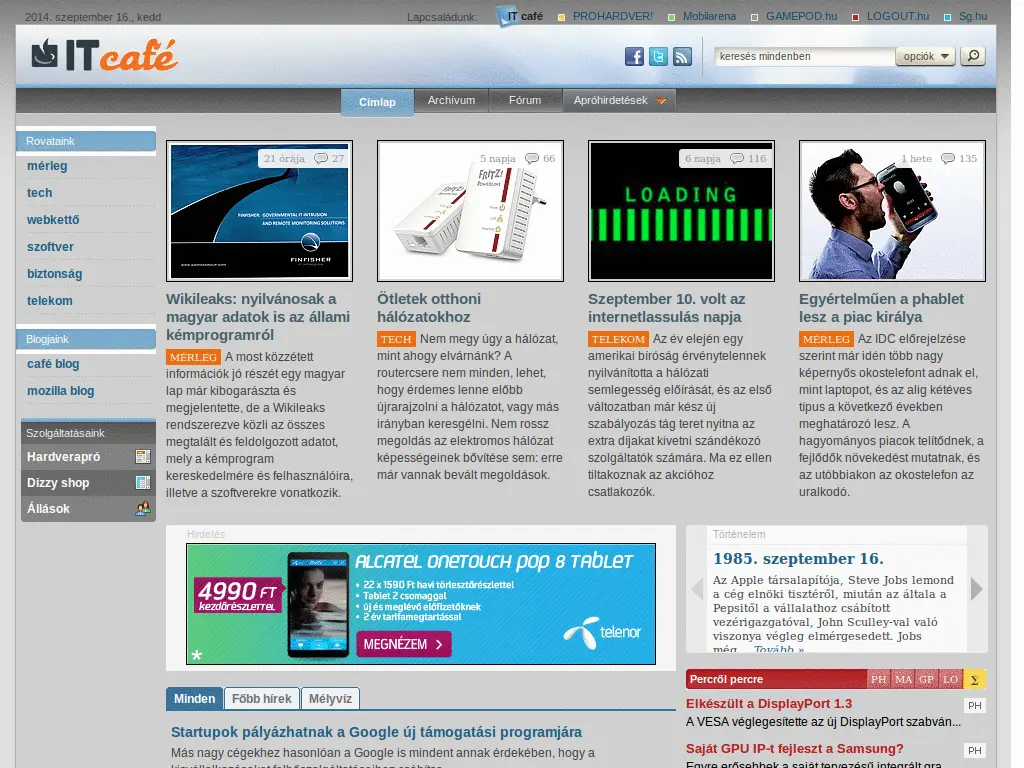 2014. szeptember 16., kedd
Lapcsaládunk:
IT café
PROHARDVER!
Mobilarena
GAMEPOD.hu
LOGOUT.hu
Sg.hu
IT café
keresés mindenben
opciók
Címlap
Archívum
Fórum
Apróhirdetések
Rovataink
mérleg
tech
webkettő
szoftver
biztonság
telekom
Blogjaink
café blog
mozilla blog
Szolgáltatásaink
Hardverapró
Dizzy shop
Állások
21 órája 27
FINFISHER: GOVERNMENTAL IT INTRUSION
AND REMOTE MONITORING SOLUTIONS
FINFISHER
Wikileaks: nyilvánosak a
magyar adatok is az állami
kémprogramról
MÉRLEG A most közzétett
információk jó részét egy magyar
lap már kibogarászta és
megjelentette, de a Wikileaks
rendszerezve közli az összes
megtalált és feldolgozott adatot,
mely a kémprogram
kereskedelmére és felhasználóira,
illetve a szoftverekre vonatkozik.
5 napja 66
FRITZ!
POWERLINE
FRITZ!
POWERLINE
Ötletek otthoni
hálózatokhoz
TECH Nem megy úgy a hálózat,
mint ahogy elvárnánk? A
routercsere nem minden, lehet,
hogy érdemes lenne előbb
újrarajzolni a hálózatot, vagy más
irányban keresgélni. Nem rossz
megoldás az elektromos hálózat
képességeinek bővítése sem: erre
már vannak bevált megoldások.
6 napja 116
LOADING
Szeptember 10. volt az
internetlassulás napja
TELEKOM Az év elején egy
amerikai bíróság érvénytelennek
nyilvánította a hálózati
semlegesség előírását, és az első
változatban már kész új
szabályozás tág teret nyitna az
extra díjakat kivetni szándékozó
szolgáltatók számára. Ma ez ellen
tiltakoznak az akcióhoz
csatlakozók.
1 hete 135
Egyértelműen a phablet
lesz a piac királya
MÉRLEG Az IDC előrejelzése
szerint már idén több nagy
képernyős okostelefont adnak el,
mint laptopot, és az alig kétéves
típus a következő években
meghatározó lesz. A
hagyományos piacok telítődnek, a
fejlődők növekedést mutatnak, és
az utóbbiakon az okostelefon az
uralkodó.
Hirdetés
4990 FT
kezdőrészlettel
*
ALCATEL ONETOUCH POP 8 TABLET
• 22 x 1590 Ft havi törlesztőrészlettel
• Tablet 2 csomaggal
• új és meglévő előfizetőknek
• 2 év tarifamegtartással
MEGNÉZEM
telenor
Történelem
1985. szeptember 16.
Az Apple társalapítója, Steve Jobs lemond
a cég elnöki tisztéről, miután az általa a
Pepsitől a vállalathoz csábított
vezérigazgatóval, John Sculley-val való
viszonya végleg elmérgesedett. Jobs
még... Tovább »
Percről percre
PH MA GP LO Σ
Elkészült a DisplayPort 1.3
PH
A VESA véglegesítette az új DisplayPort szabván...
Saját GPU IP-t fejleszt a Samsung?
PH
Egyre erősebbek a saját tervezésű integrált gra
Minden
Főbb hírek
Mélyvíz
Startupok pályázhatnak a Google új támogatási programjára
Más nagy cégekhez hasonlóan a Google is mindent annak érdekében, hogy a